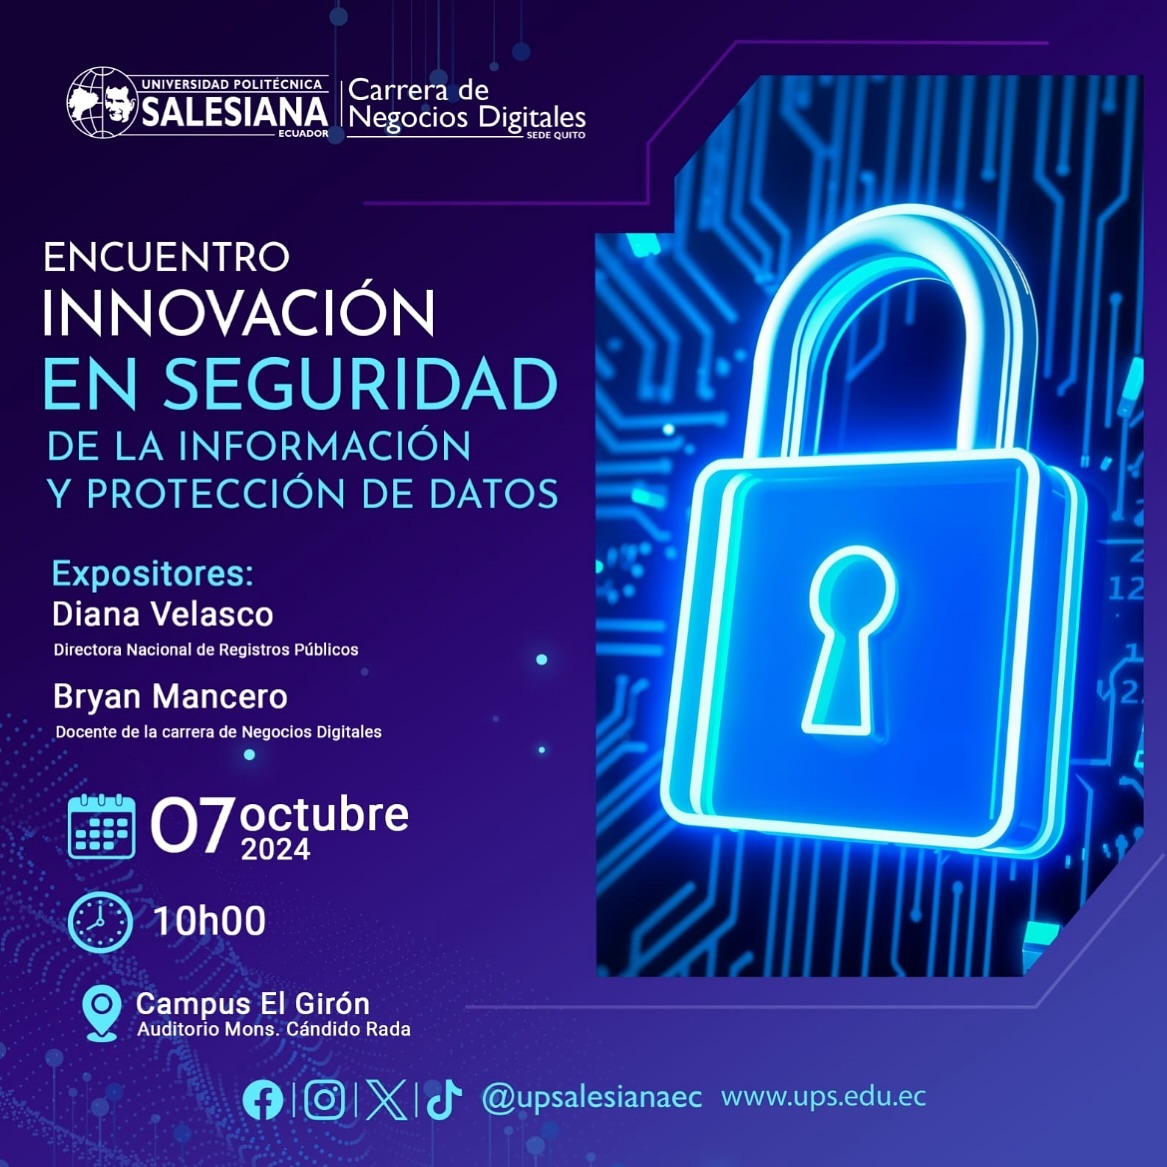 UNIVERSIDAD POLITÉCNICA
SALESIANA
ECUADOR
Carrera de
Negocios Digitales
SEDE QUITO
ENCUENTRO
INNOVACIÓN
EN SEGURIDAD
DE LA INFORMACIÓN
Y PROTECCIÓN DE DATOS
Expositores:
Diana Velasco
Directora Nacional de Registros Públicos
Bryan Mancero
Docente de la carrera de Negocios Digitales
07 octubre
2024
10h00
Campus El Girón
Auditorio Mons. Cándido Rada
@upsalesianaec www.ups.edu.ec